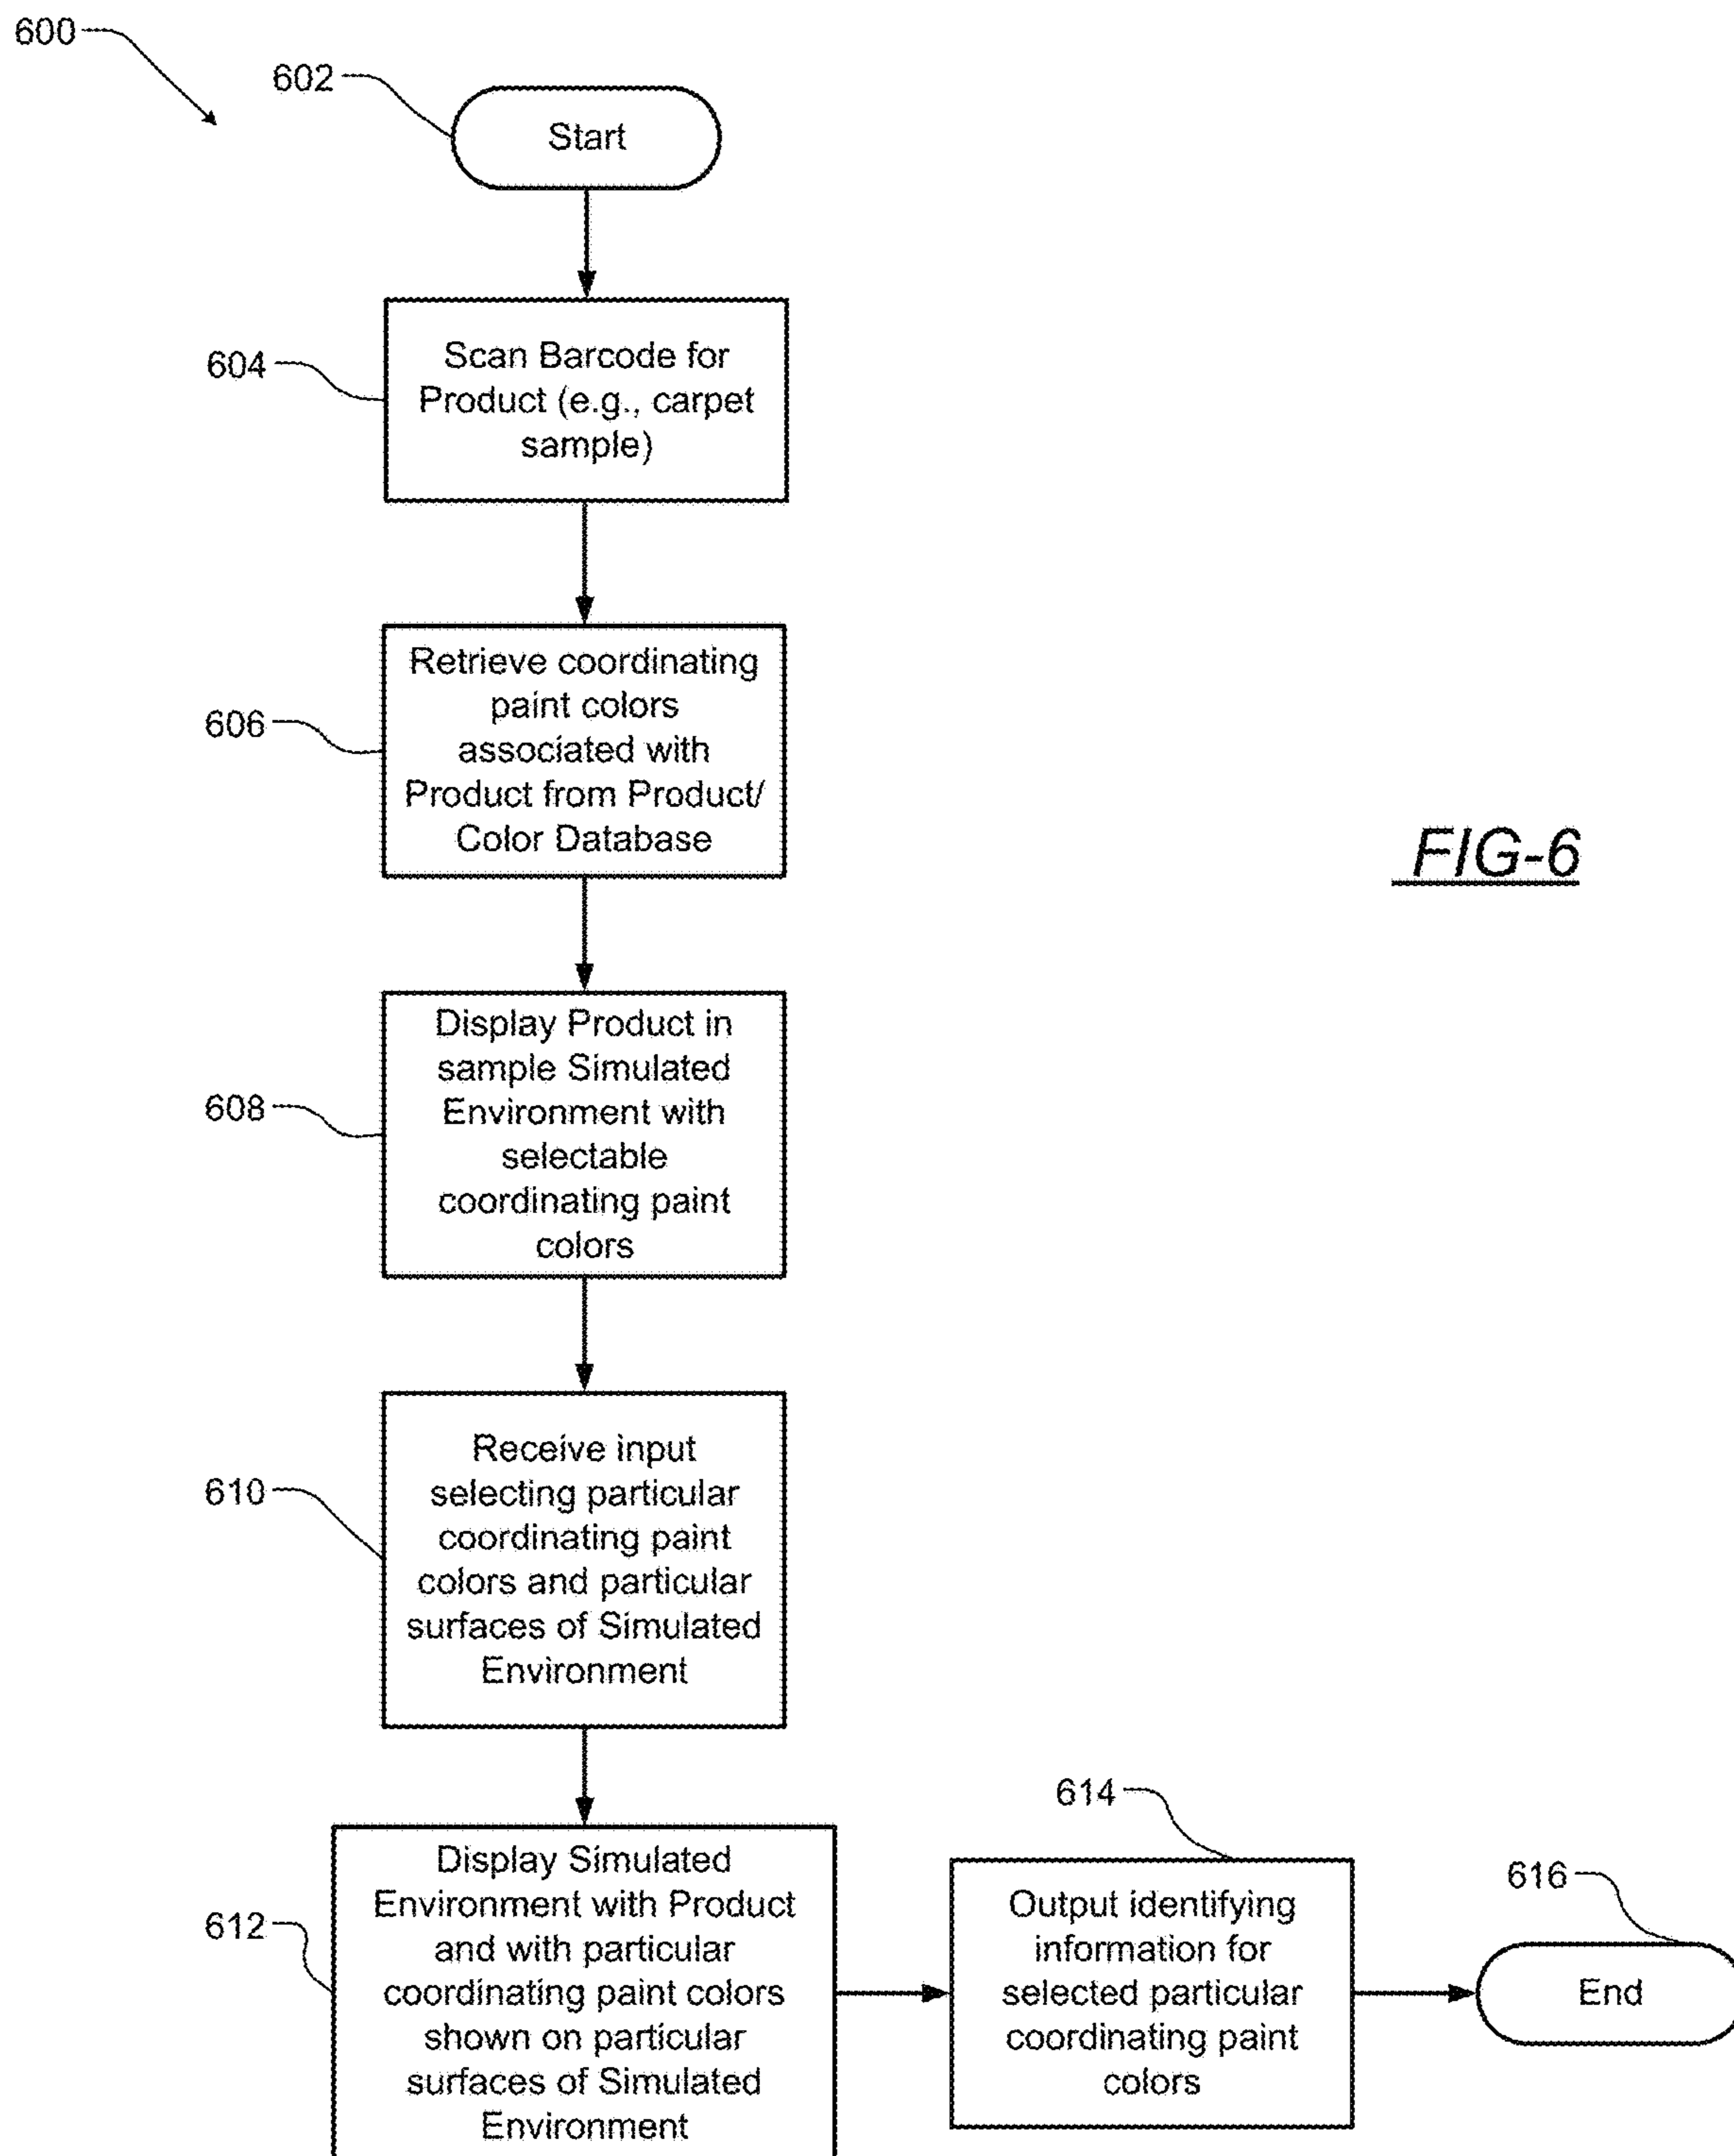 600
602
Start
604
Scan Barcode for
Product (e.g., carpet
sample)
606
Retrieve coordinating
paint colors
associated with
Product from Product/
Color Database
FIG-6
608
Display Product in
sample Simulated
Environment with
selectable
coordinating paint
colors
610
Receive input
selecting particular
coordinating paint
colors and particular
surfaces of Simulated
Environment
612
Display Simulated
Environment with Product
and with particular
coordinating paint colors
shown on particular
surfaces of Simulated
Environment
614
Output identifying
information for
selected particular
coordinating paint
colors
616
End